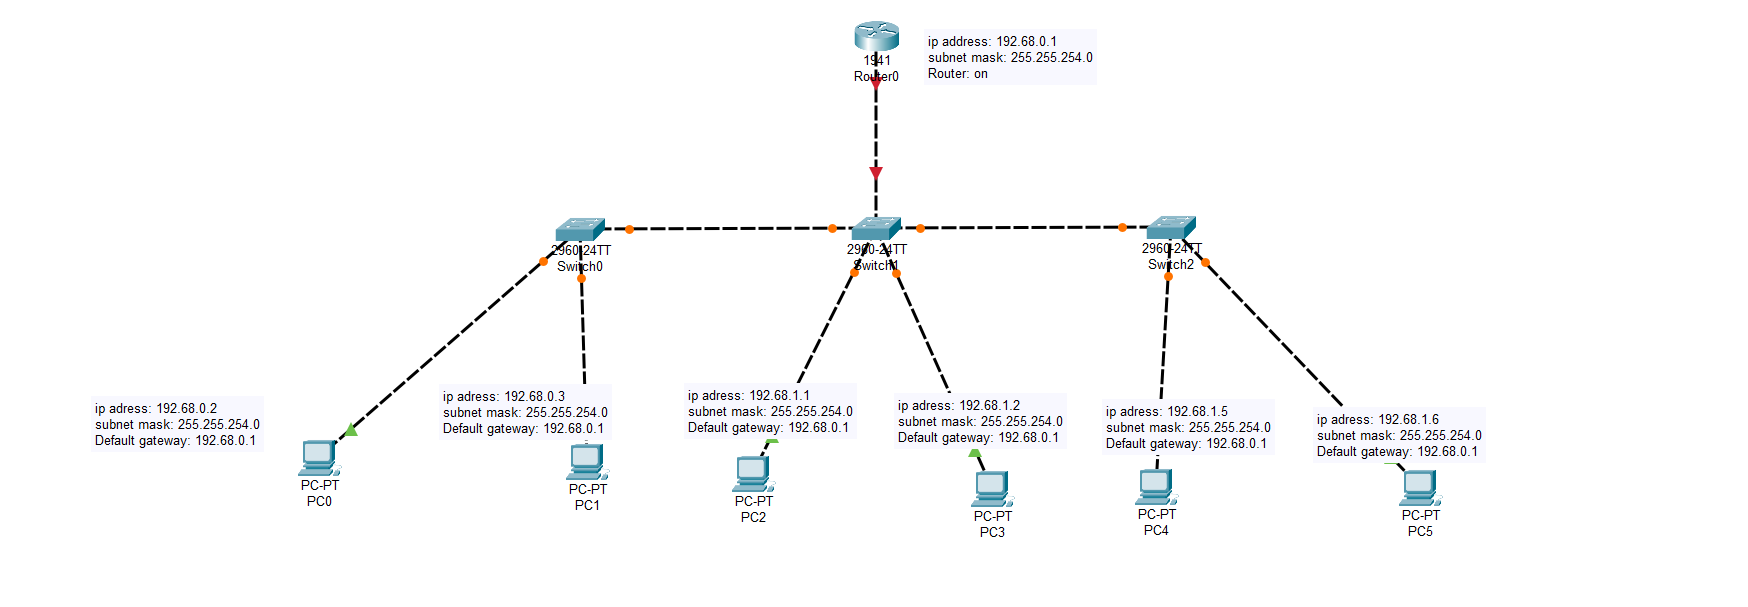 ip address: 192.68.0.1
subnet mask: 255.255.254.0
Router: on
1941
Router0
2960-24TT
Switch0
2960-24TT
Switch1
2960-24TT
Switch2
ip adress: 192.68.0.2
subnet mask: 255.255.254.0
Default gateway: 192.68.0.1
PC-PT
PC0
ip adress: 192.68.0.3
subnet mask: 255.255.254.0
Default gateway: 192.68.0.1
PC-PT
PC1
ip adress: 192.68.1.1
subnet mask: 255.255.254.0
Default gateway: 192.68.0.1
PC-PT
PC2
ip adress: 192.68.1.2
subnet mask: 255.255.254.0
Default gateway: 192.68.0.1
PC-PT
PC3
ip adress: 192.68.1.5
subnet mask: 255.255.254.0
Default gateway: 192.68.0.1
PC-PT
PC4
ip adress: 192.68.1.6
subnet mask: 255.255.254.0
Default gateway: 192.68.0.1
PC-PT
PC5